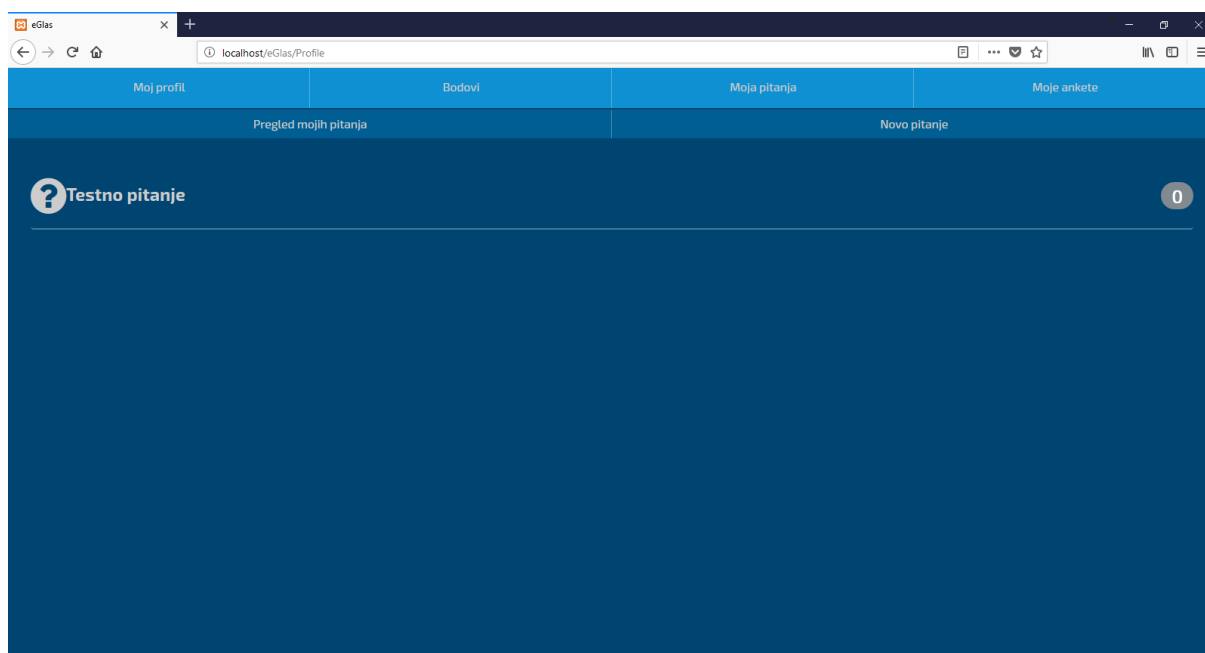 eGlas
localhost/eGlas/Profile
Moj profil Bodovi Moja pitanja Moje ankete
Pregled mojih pitanja Novo pitanje
?Testno pitanje 0